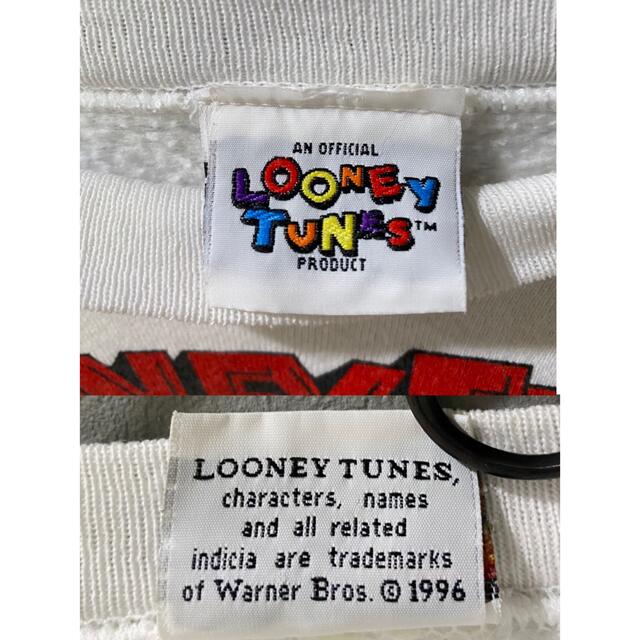 AN OFFICIAL
LOONEY
TUNES™
PRODUCT
LOONEY TUNES,
characters, names
and all related
indicia are trademarks
of Warner Bros. © 1996